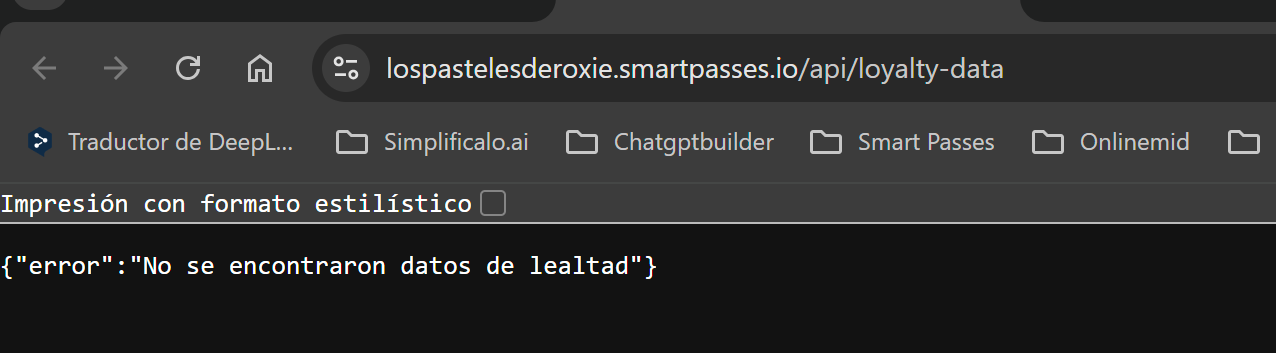 lospastelesderoxie.smartpasses.io/api/loyalty-data
Traductor de DeepL... Simplificalo.ai Chatgptbuilder Smart Passes Onlinemid
Impresión con formato estilístico
{"error":"No se encontraron datos de lealtad"}